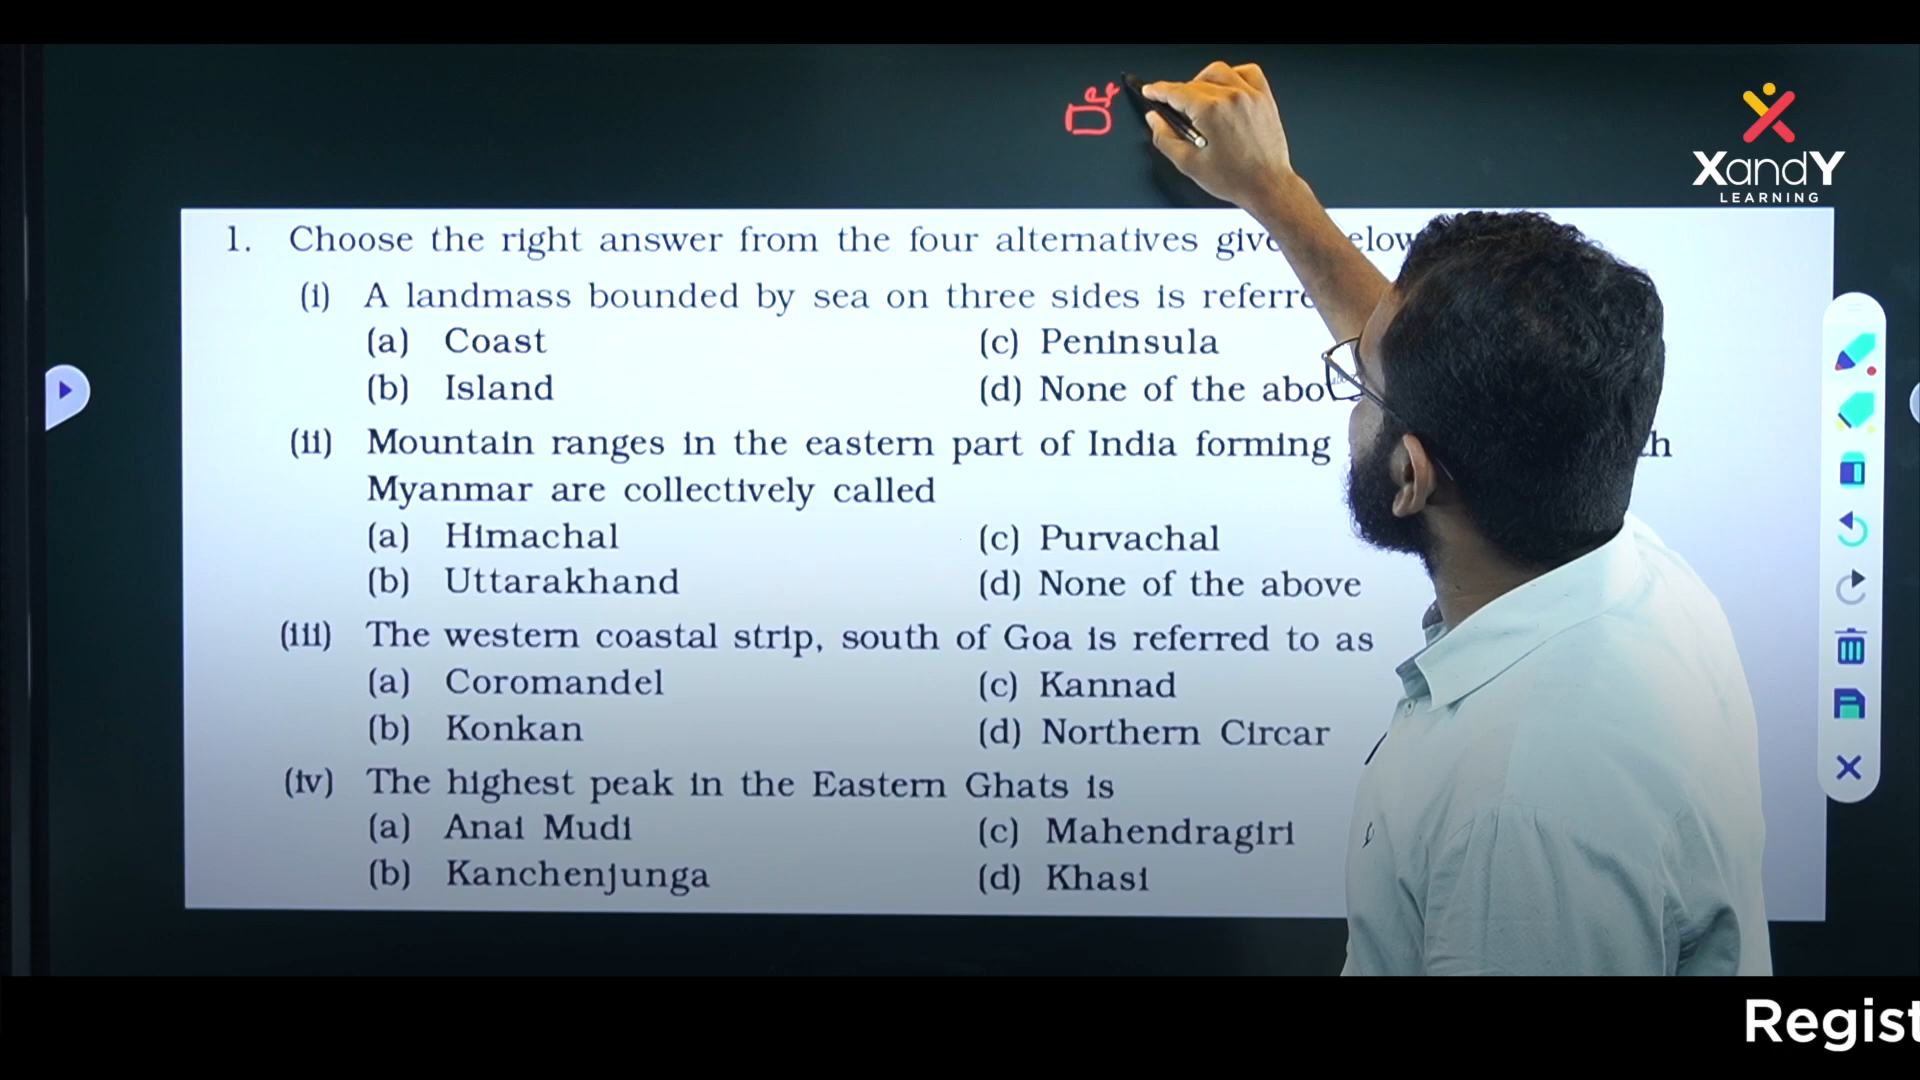 XandY
LEARNING
1. Choose the right answer from the four alternatives
(i) A landmass bounded by sea on three sides is
(a) Coast (c) Peninsula
(b) Island (d) None of the
(ii) Mountain ranges in the eastern part of India forming
Myanmar are collectively called
(a) Himachal (c) Purvachal
(b) Uttarakhand (d) None of the above
(iii) The western coastal strip, south of Goa is referred to as
(a) Coromandel (c) Kannad
(b) Konkan (d) Northern Circar
(iv) The highest peak in the Eastern Ghats is
(a) Anai Mudi (c) Mahendragiri
(b) Kanchenjunga (d) Khasi
Regist